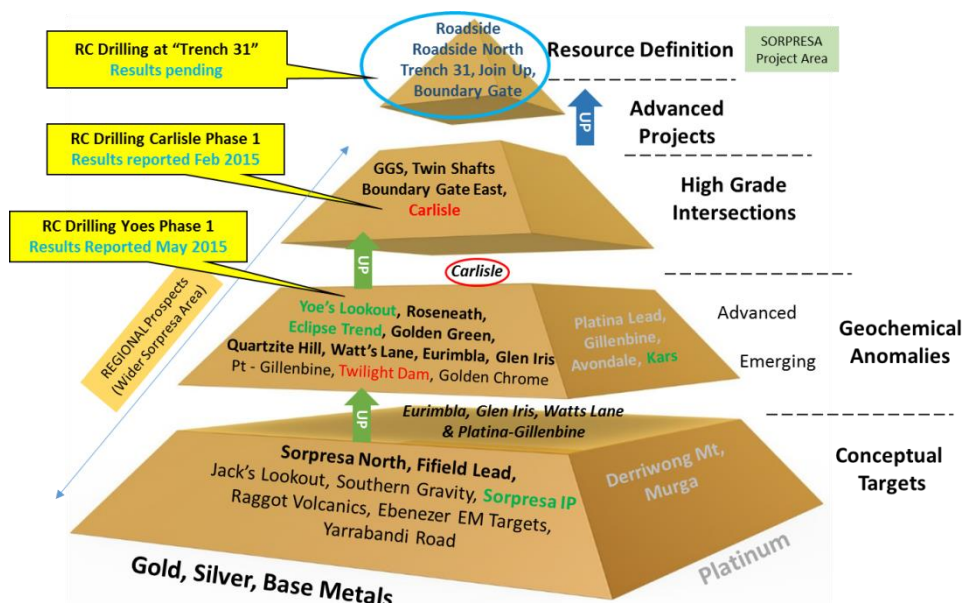 RC Drilling at “Trench 31”
Results pending
Roadside
Roadside North
Trench 31, Join Up,
Boundary Gate
Resource Definition
SORPRESA
Project Area
UP
Advanced
Projects
RC Drilling Carlisle Phase 1
Results reported Feb 2015
GGS, Twin Shafts
Boundary Gate East,
Carlisle
High Grade
Intersections
RC Drilling Yoes Phase 1
Results Reported May 2015
UP
Carlisle
REGIONAL Prospects
(Wider Sorpresa Area)
Yoe's Lookout, Roseneath,
Eclipse Trend, Golden Green,
Quartzite Hill, Watt's Lane, Eurimbla, Glen Iris
Pt - Gillenbine, Twilight Dam, Golden Chrome
Platina Lead,
Gillenbine,
Avondale, Kars
Advanced
Emerging
Geochemical
Anomalies
UP
Eurimbla, Glen Iris, Watts Lane
& Platina-Gillenbine
Sorpresa North, Fifield Lead,
Jack's Lookout, Southern Gravity, Sorpresa IP
Raggot Volcanics, Ebenezer EM Targets,
Yarrabandi Road
Derriwong Mt,
Murga
Conceptual
Targets
Gold, Silver, Base Metals
Platinum